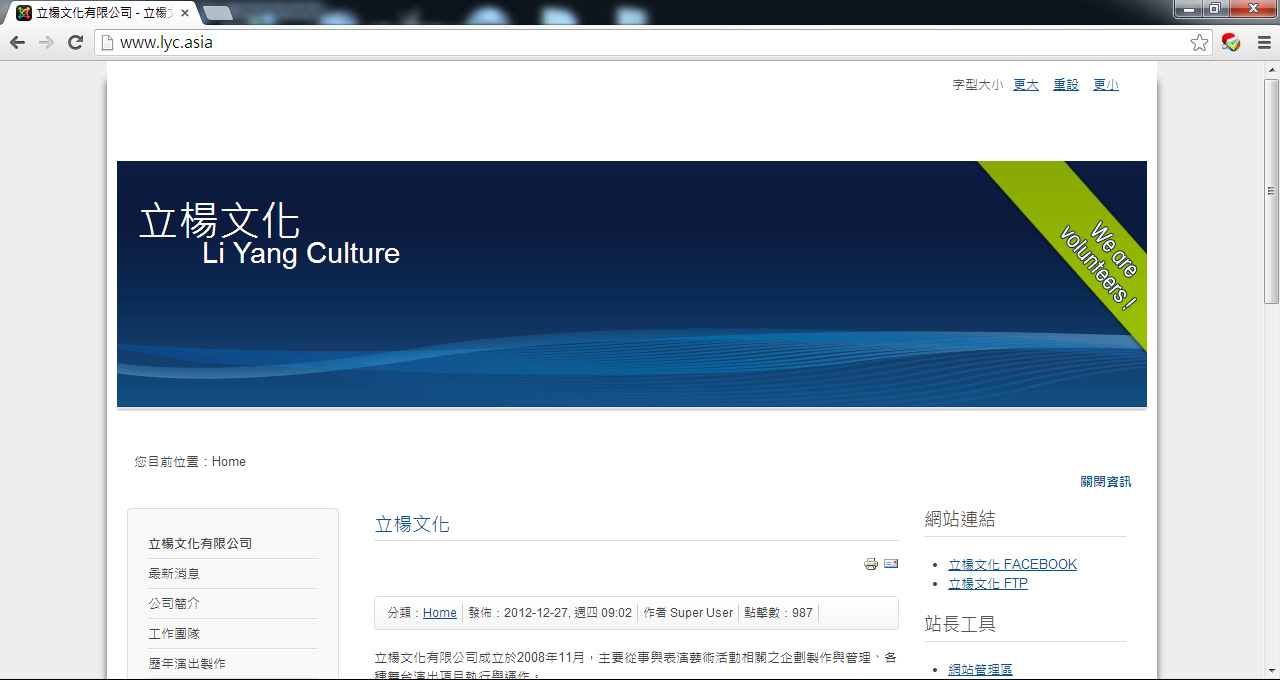 立楊文化有限公司 - 立楊
www.lyc.asia
字型大小 更大 重設 更小
立楊文化
Li Yang Culture
We are
volunteers !
您目前位置：Home
關閉資訊
立楊文化有限公司
最新消息
公司簡介
工作團隊
歷年演出製作
立楊文化
分類：Home 發佈：2012-12-27, 週四 09:02 作者 Super User 點擊數：987
立楊文化有限公司成立於2008年11月，主要從事與表演藝術活動相關之企劃製作與管理、各
種舞台演出項目執行與運作。
網站連結
立楊文化 FACEBOOK
立楊文化 FTP
站長工具
網站管理區